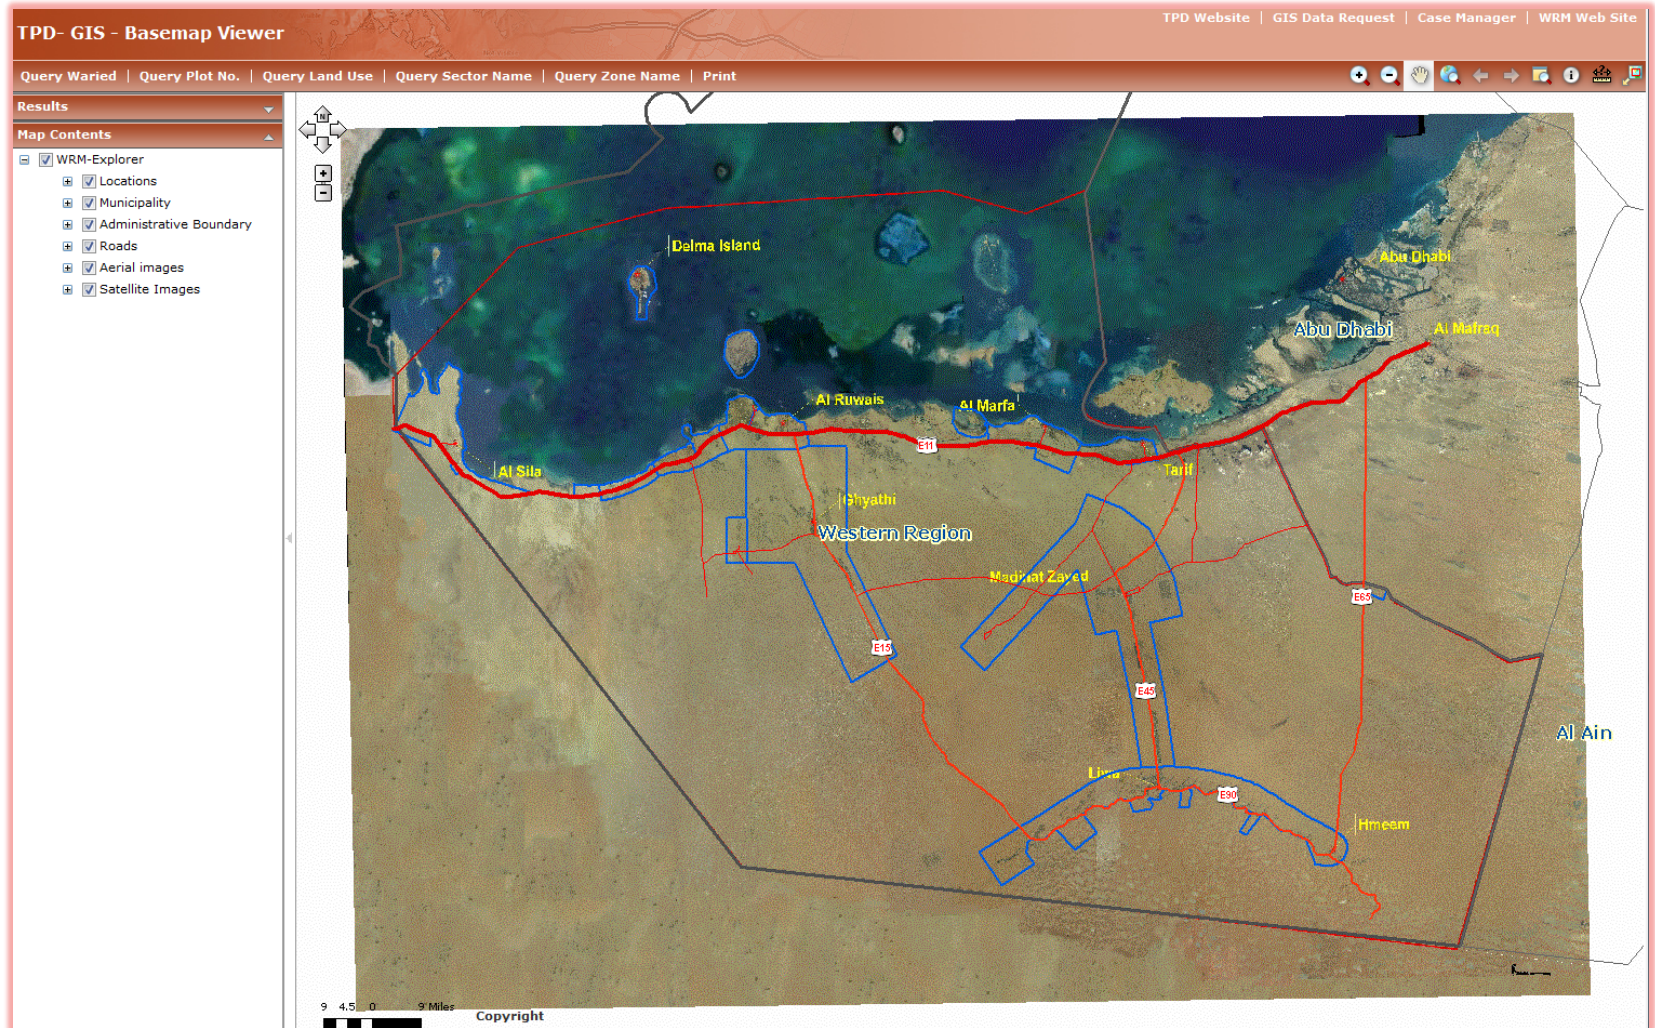 TPD Website | GIS Data Request | Case Manager | WRM Web Site
TPD- GIS - Basemap Viewer
Query Waried | Query Plot No. | Query Land Use | Query Sector Name | Query Zone Name | Print
Results
Map Contents
WRM-Explorer
Locations
Municipality
Administrative Boundary
Roads
Aerial images
Satellite Images
N
Delma Island
Abu Dhabi
Abu Dhabi
Al Mafraq
Al Ruwais
Al Marfa
E11
Al Sila
Tarif
Ghyathi
Western Region
Madinat Zayed
E65
E15
E45
Al Ain
Liwa
E90
Hmeem
9 4.5 0 9 Miles
Copyright